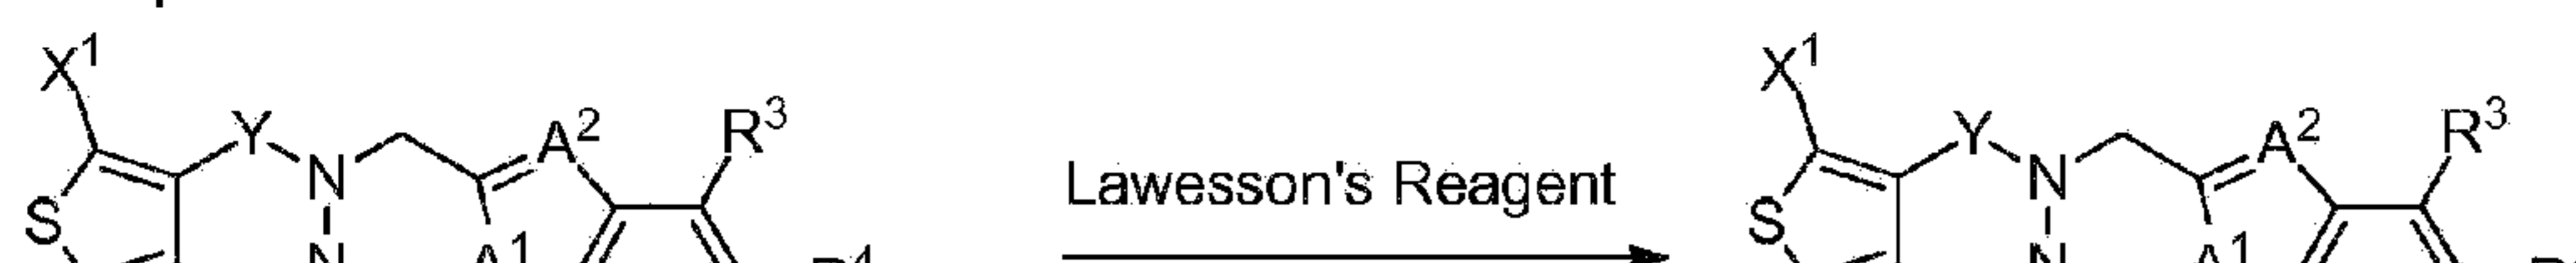 X1 X1
Y A2 R3 Y A2 R3
N Lawesson's Reagent N
S S
N A1 N A1